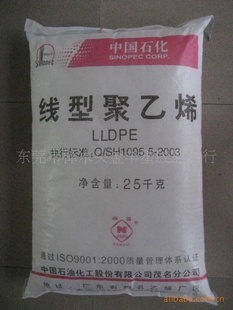 中国石化
SINOPEC CORP.
线型聚乙烯
LLDPE
执行标准:Q/SH1095 5-2003
净含量:25千克
通过ISO9001:2000质量管理体系认证
中国石油化工股份有限公司茂名分公司